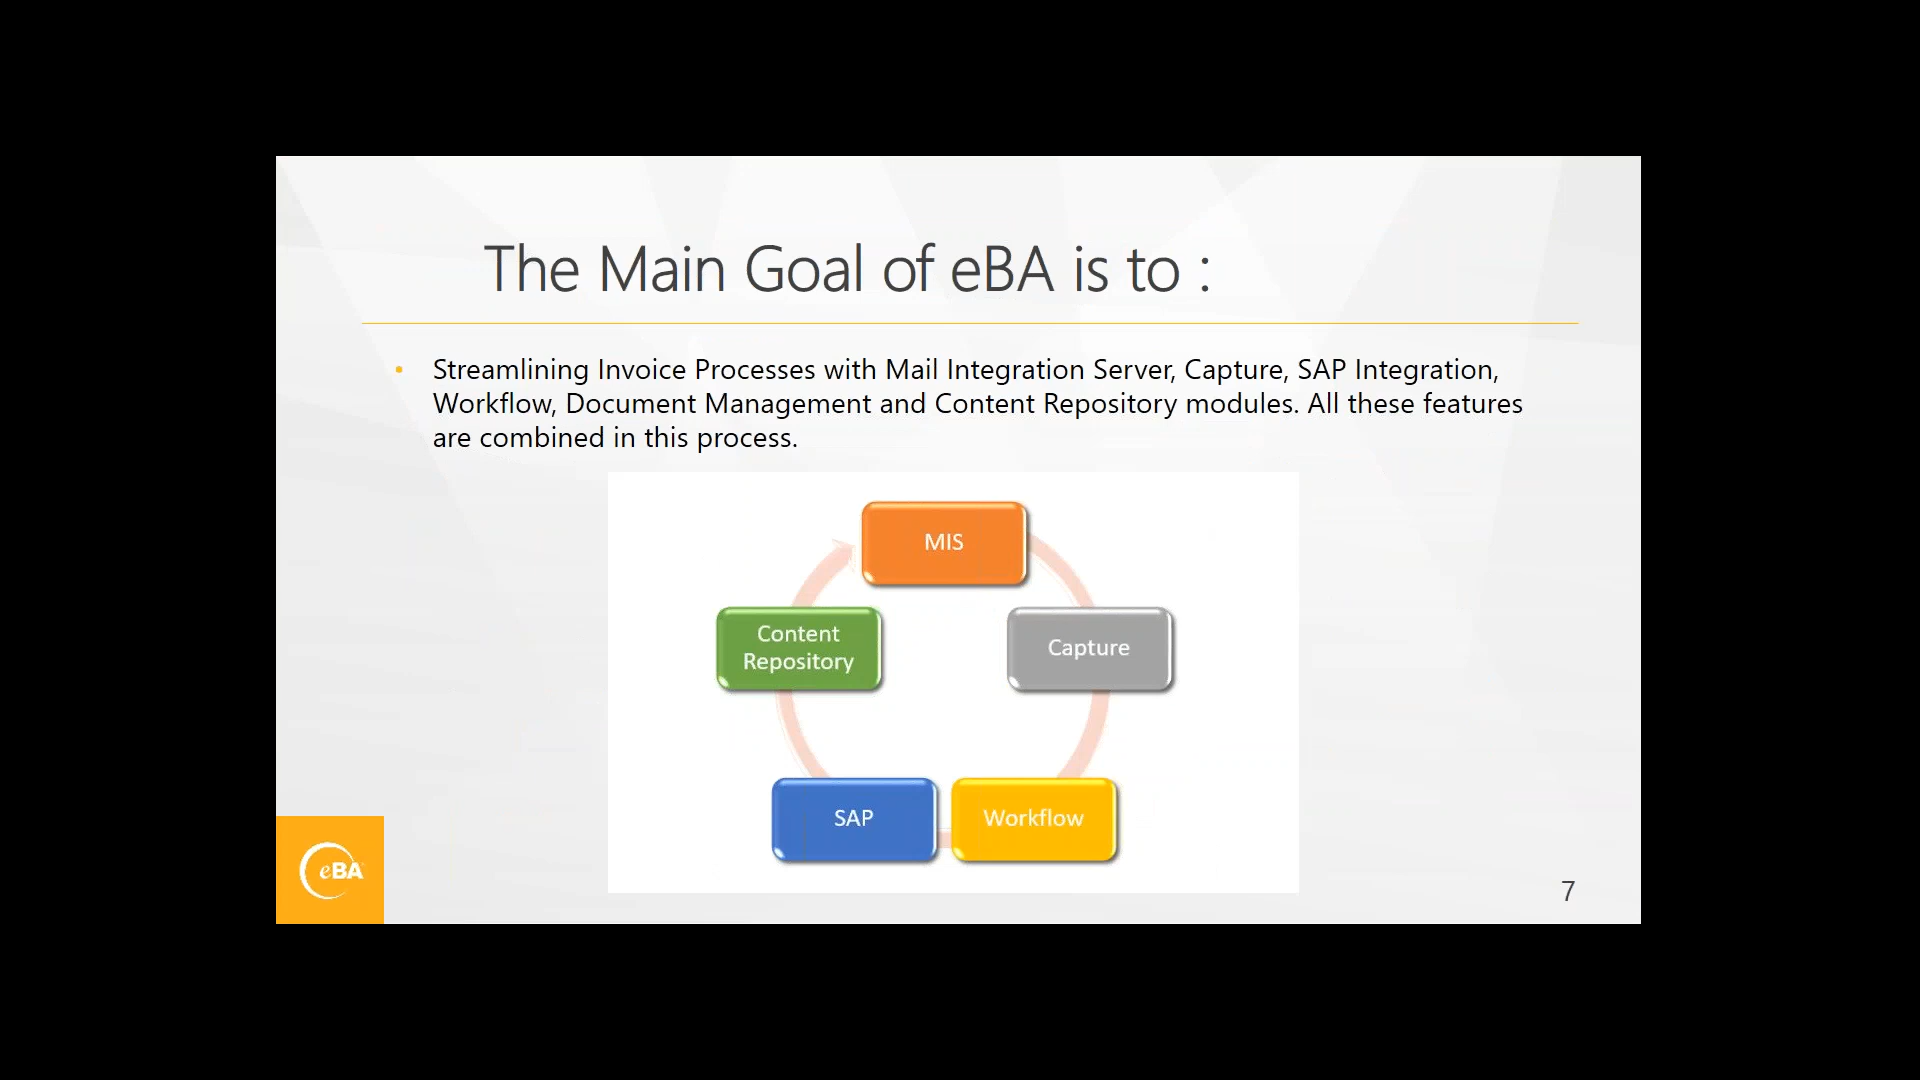 The Main Goal of eBA is to :
• Streamlining Invoice Processes with Mail Integration Server, Capture, SAP Integration,
Workflow, Document Management and Content Repository modules. All these features
are combined in this process.
MIS
Content
Repository
Capture
SAP
Workflow
eBA
7